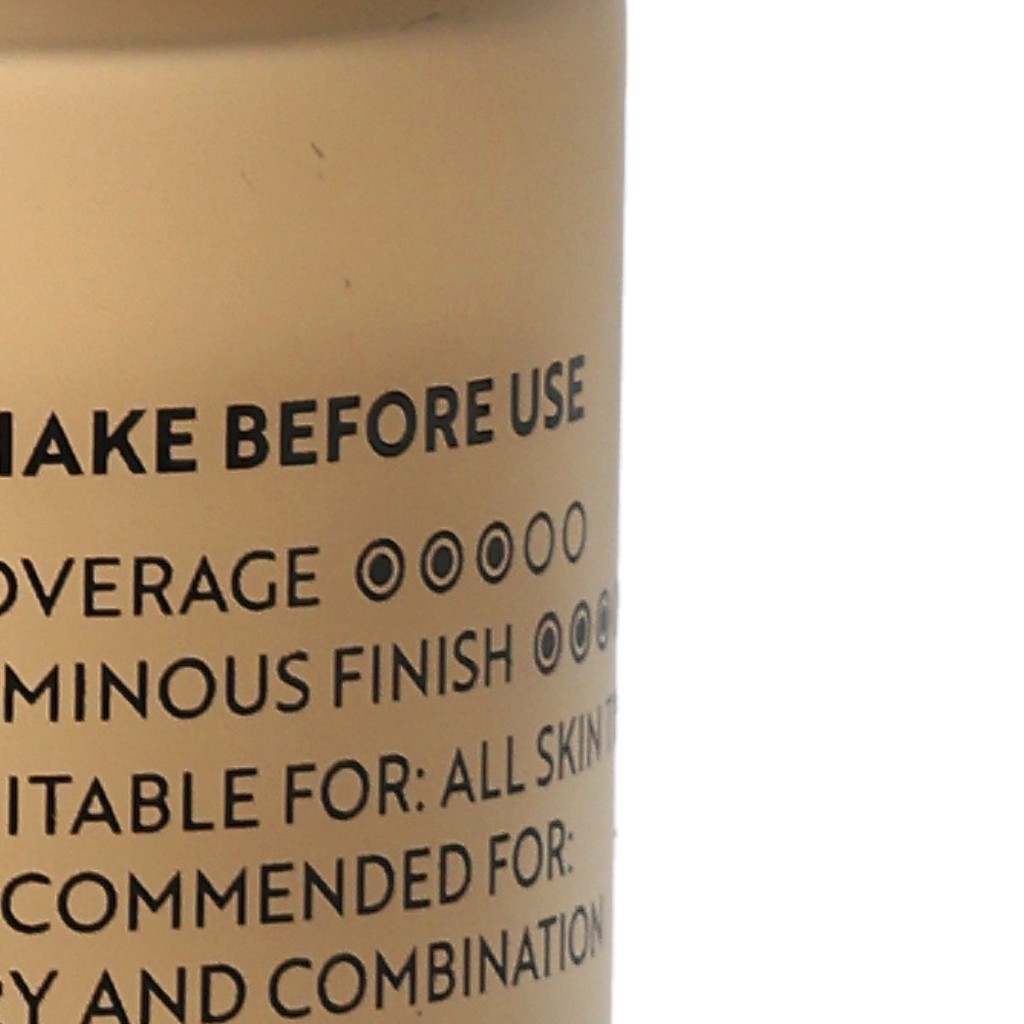 HAKE BEFORE USE
OVERAGE
MINOUS FINISH
ITABLE FOR: ALL SKIN
COMMENDED FOR:
RY AND COMBINATION